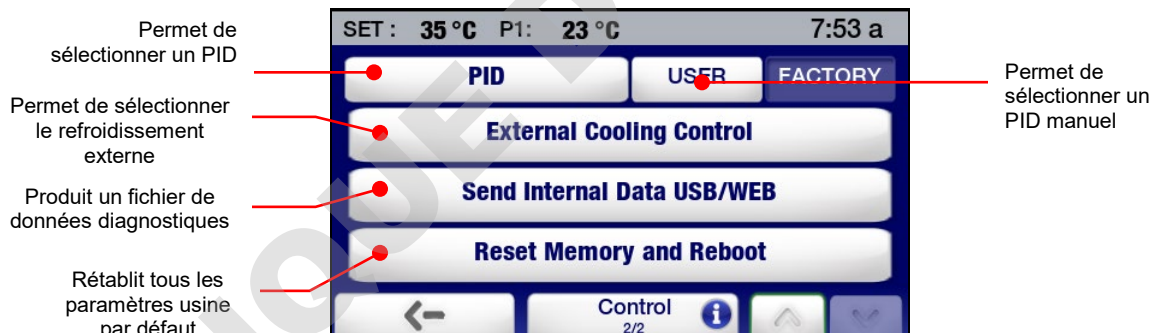 Permet de
sélectionner un PID
Permet de sélectionner
le refroidissement
externe
Produit un fichier de
données diagnostiques
Rétablit tous les
paramètres usine
par défaut
SET : 35 °C P1: 23 °C 7:53 a
PID USER FACTORY
External Cooling Control
Send Internal Data USB/WEB
Reset Memory and Reboot
Control
2/2
Permet de
sélectionner un
PID manuel